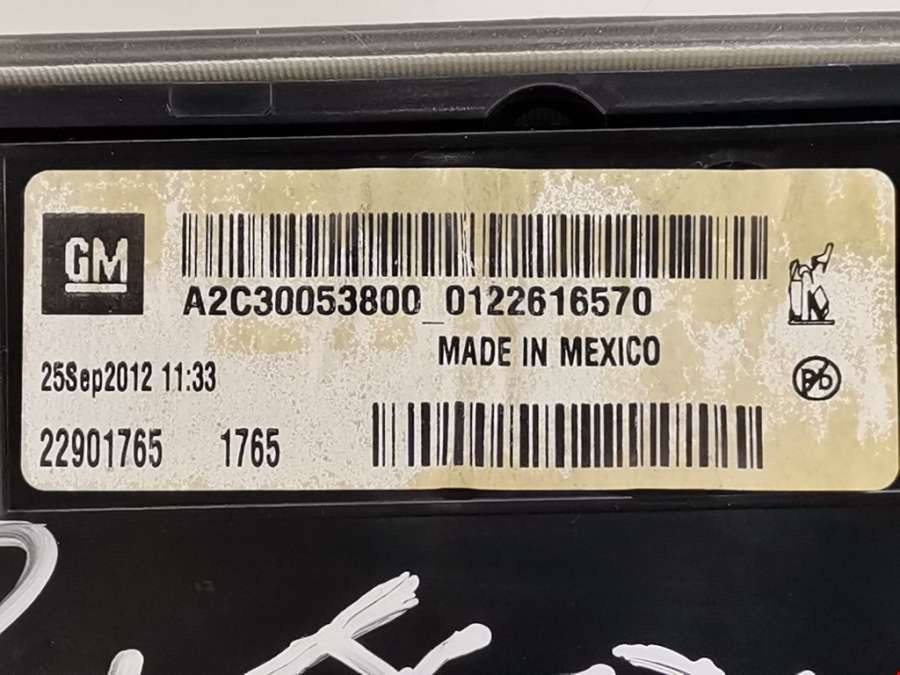 GM
A2C30053800_0122616570
MADE IN MEXICO
25Sep2012 11:33
22901765 1765